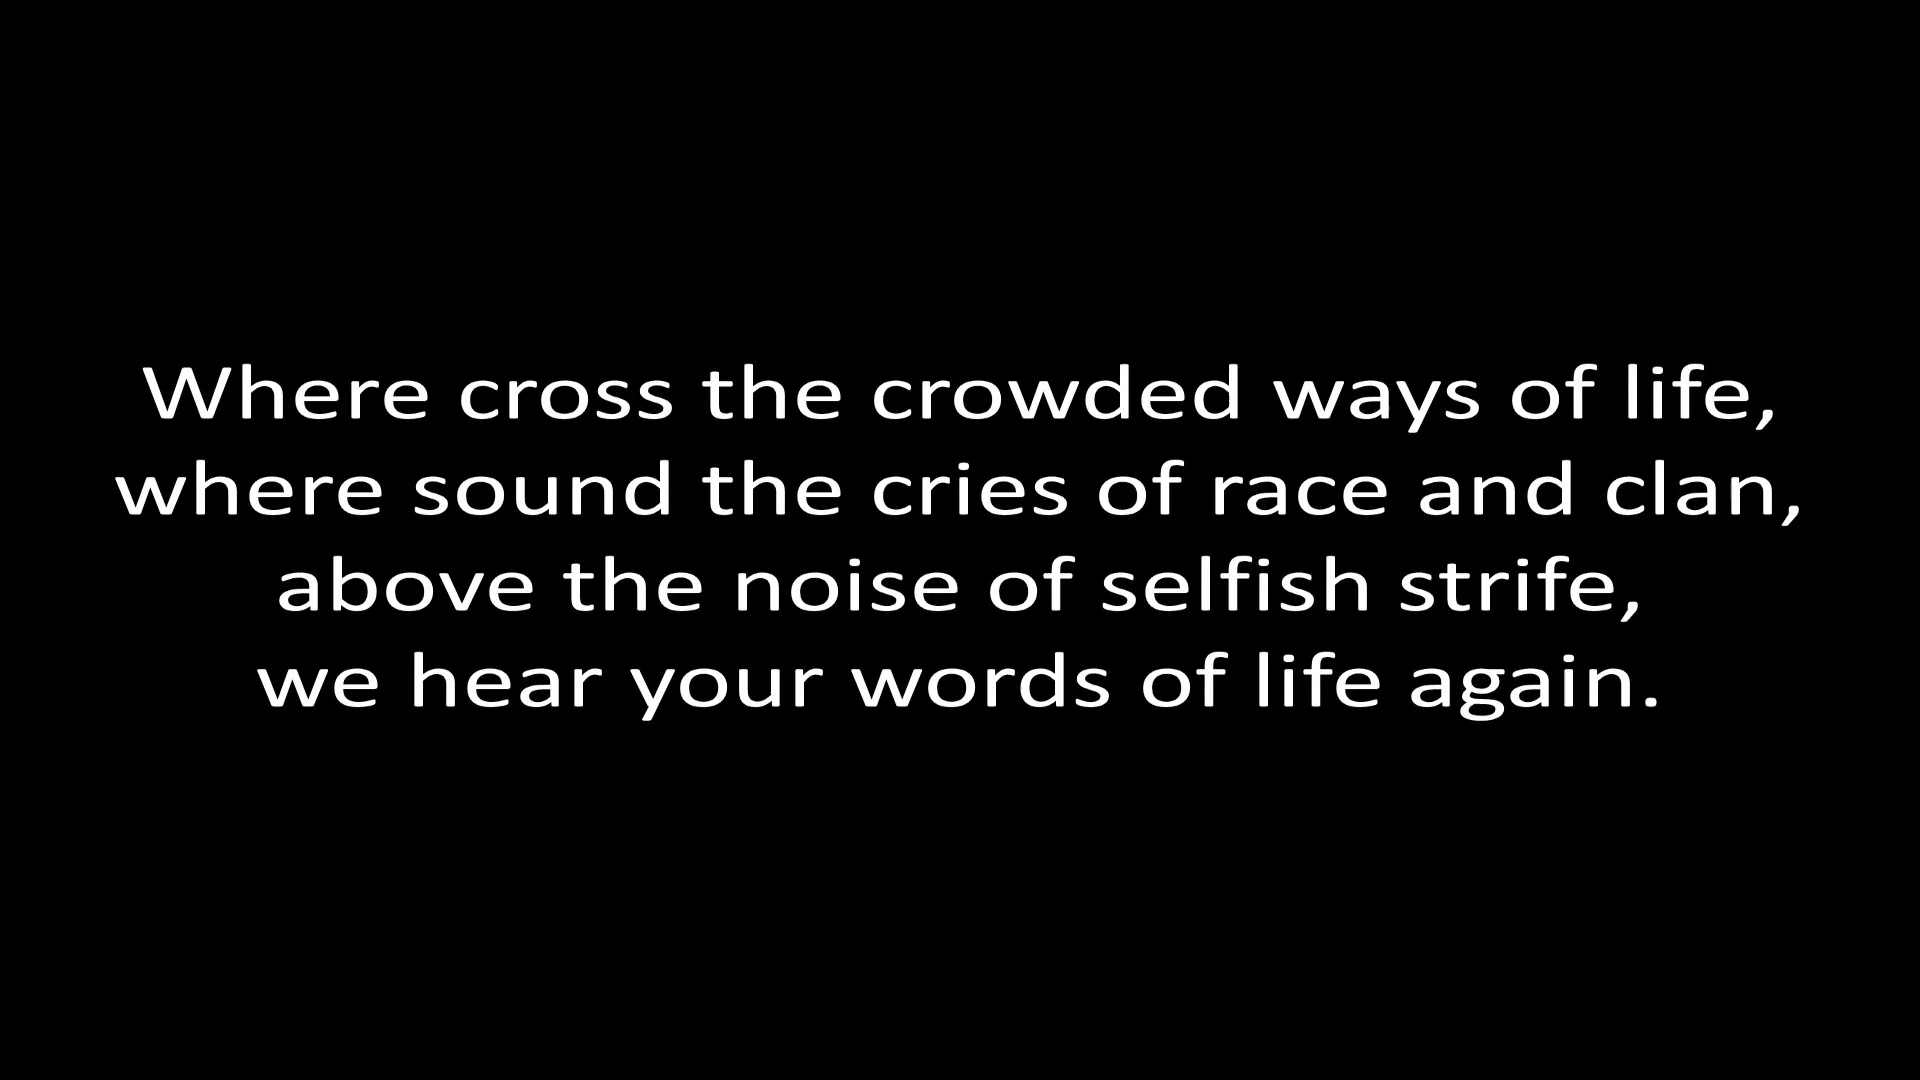 Where cross the crowded ways of life,
where sound the cries of race and clan,
above the noise of selfish strife,
we hear your words of life again.